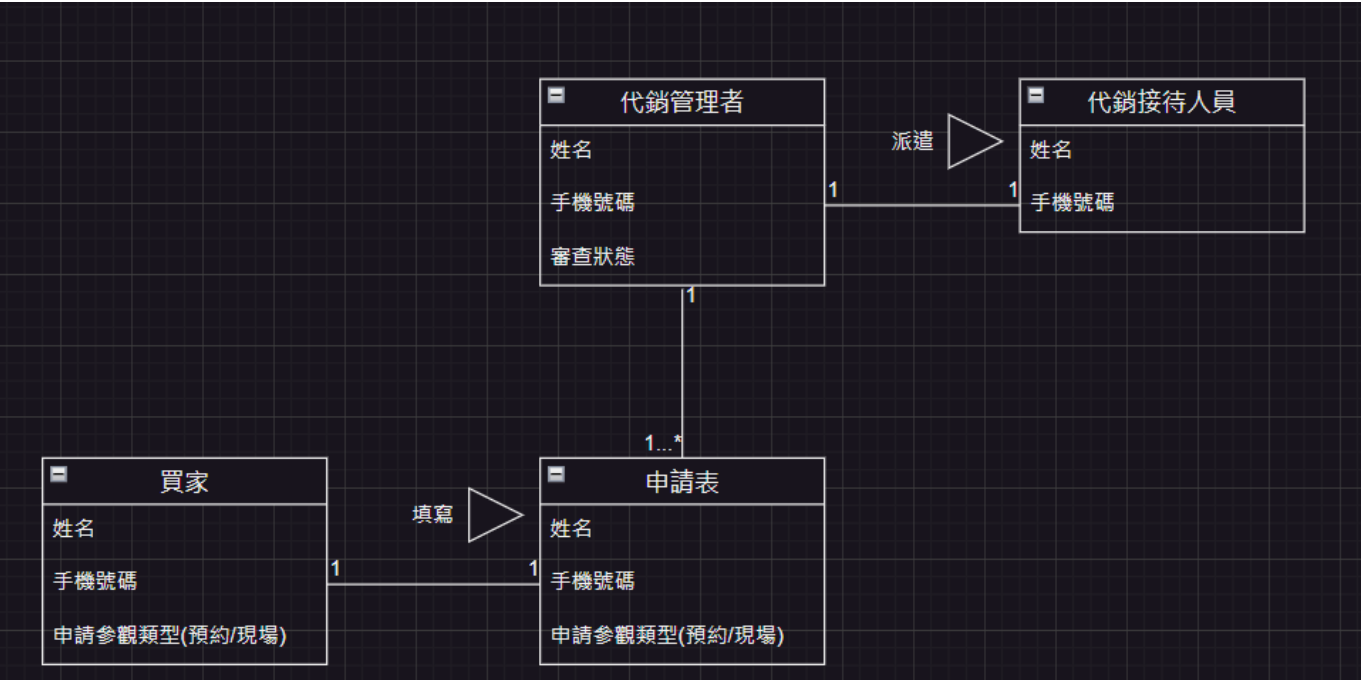 代銷管理者
姓名
手機號碼
審查狀態
派遣
代銷接待人員
姓名
手機號碼
1
1
1
1...*
買家
姓名
手機號碼
申請參觀類型(預約/現場)
填寫
1
1
申請表
姓名
手機號碼
申請參觀類型(預約/現場)